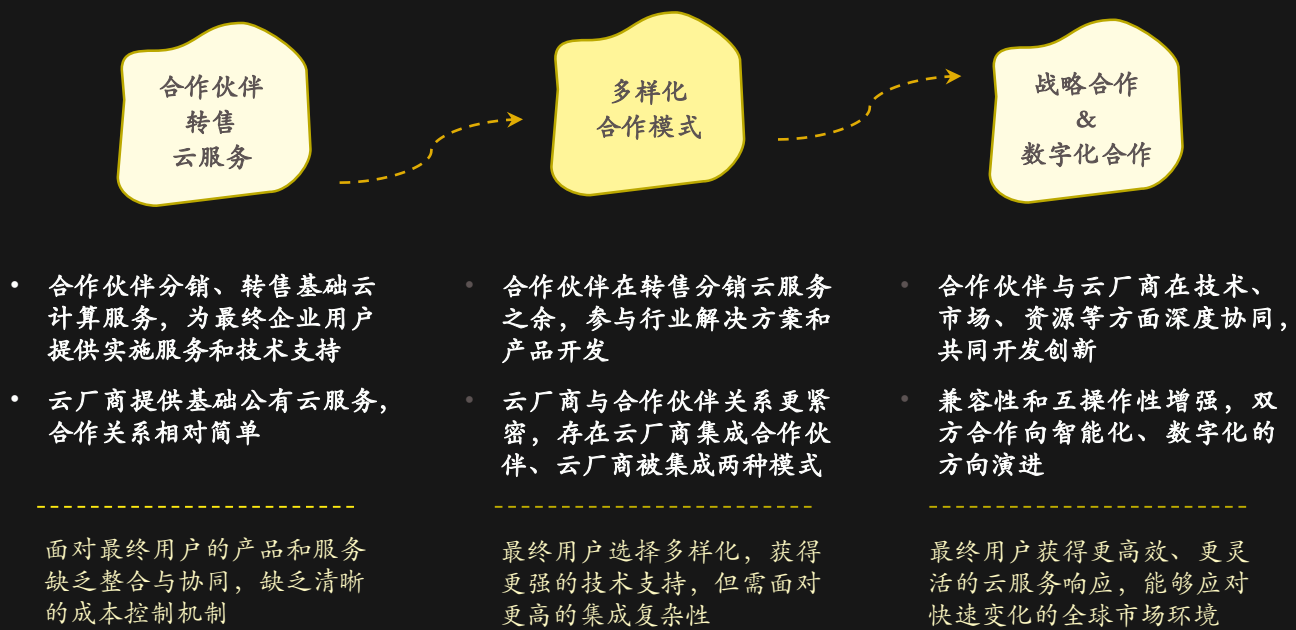 合作伙伴
转售
云服务
多样化
合作模式
战略合作
&
数字化合作
• 合作伙伴分销、转售基础云
计算服务，为最终企业用户
提供实施服务和技术支持
• 云厂商提供基础公有云服务，
合作关系相对简单
面对最终用户的产品和服务
缺乏整合与协同，缺乏清晰
的成本控制机制
• 合作伙伴在转售分销云服务
之余，参与行业解决方案和
产品开发
• 云厂商与合作伙伴关系更紧
密，存在云厂商集成合作伙
伴、云厂商被集成两种模式
最终用户选择多样化，获得
更强的技术支持，但需面对
更高的集成复杂性
• 合作伙伴与云厂商在技术、
市场、资源等方面深度协同，
共同开发创新
• 兼容性和互操作性增强，双
方合作向智能化、数字化的
方向演进
最终用户获得更高效、更灵
活的云服务响应，能够应对
快速变化的全球市场环境